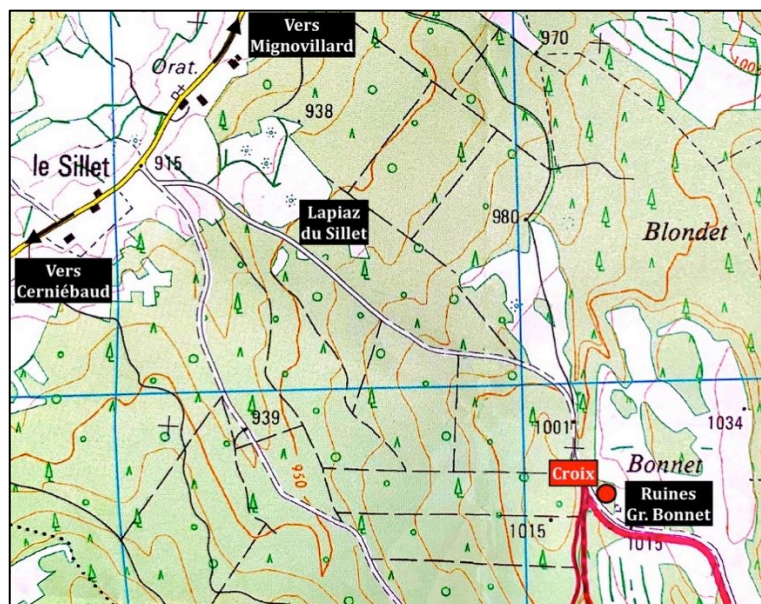 Vers
Mignovillard
970
Orat.
938
915
le Sillet
Lapiaz
du Sillet
980
Blondet
Vers
Cerniébaud
939
1001
1034
950
Croix
Bonnet
Ruines
Gr. Bonnet
1015
1015